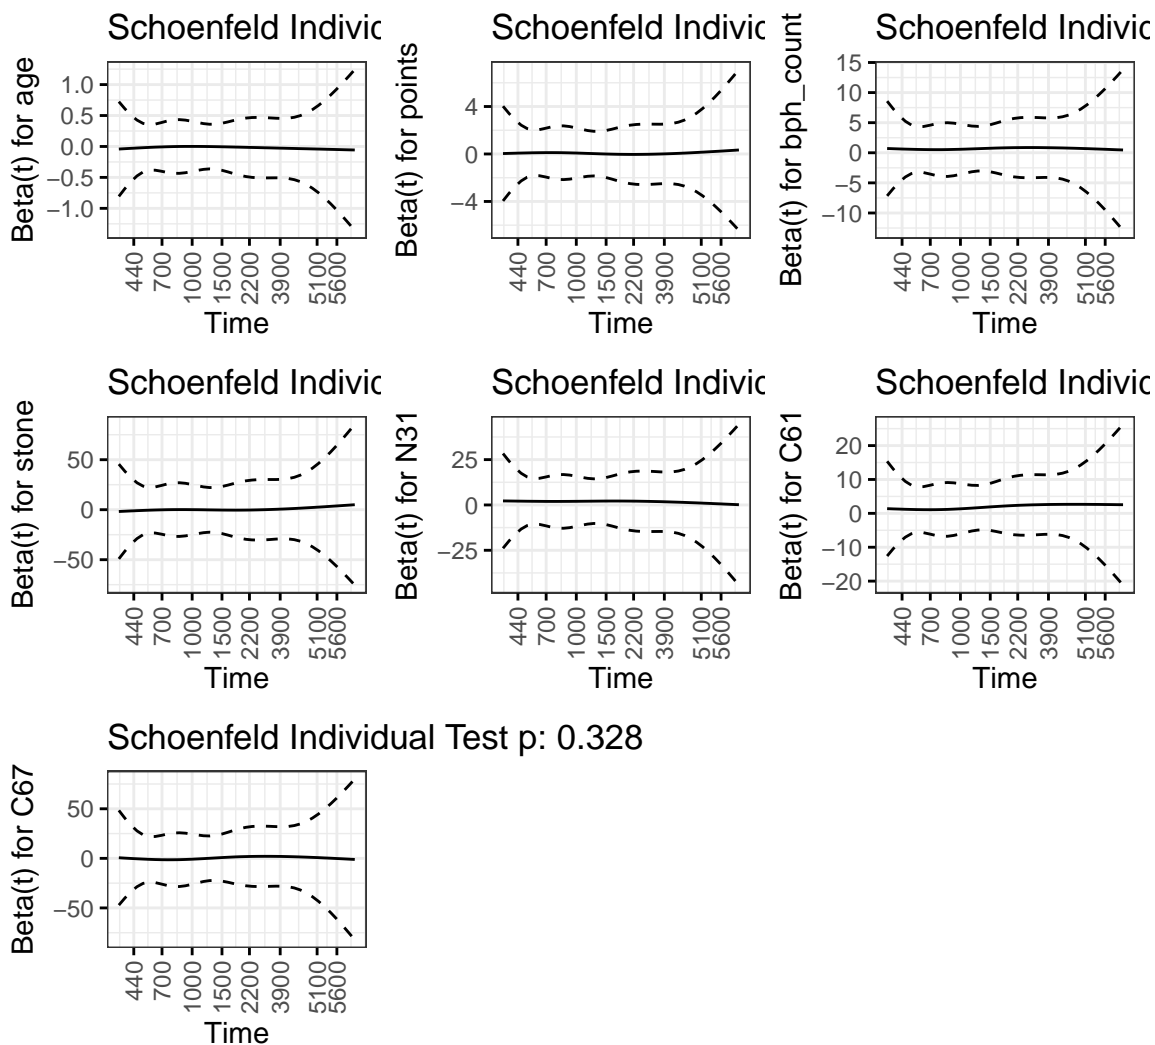 Schoenfeld Individ
Beta(t) for age
1.0
0.5
0.0
−0.5
−1.0
440 700 1000 1500 2200 3900 5100 5600
Time
Schoenfeld Individ
Beta(t) for points
4
0
−4
440 700 1000 1500 2200 3900 5100 5600
Time
Schoenfeld Individ
Beta(t) for bph_count
15
10
5
0
−5
−10
440 700 1000 1500 2200 3900 5100 5600
Time
Schoenfeld Individ
Beta(t) for stone
50
0
−50
440 700 1000 1500 2200 3900 5100 5600
Time
Schoenfeld Individ
Beta(t) for N31
25
0
−25
440 700 1000 1500 2200 3900 5100 5600
Time
Schoenfeld Individ
Beta(t) for C61
20
10
0
−10
−20
440 700 1000 1500 2200 3900 5100 5600
Time
Schoenfeld Individual Test p: 0.328
Beta(t) for C67
50
0
−50
440 700 1000 1500 2200 3900 5100 5600
Time